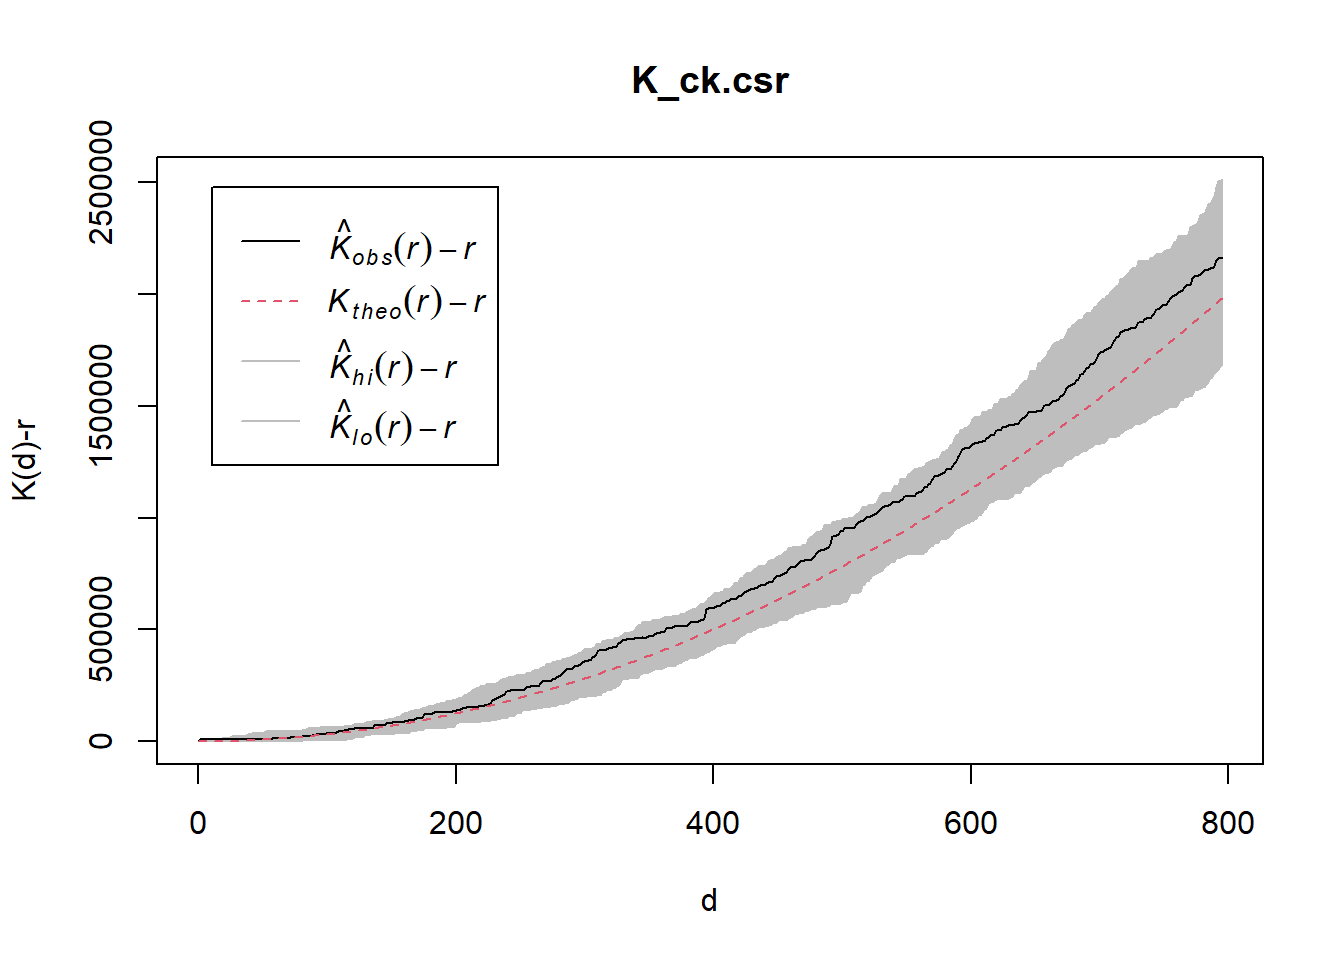 K_ck.csr
K̂obs(r) − r
Ktheo(r) − r
K̂hi(r) − r
K̂lo(r) − r
K(d)-r
0
500000
1500000
2500000
0 200 400 600 800
d